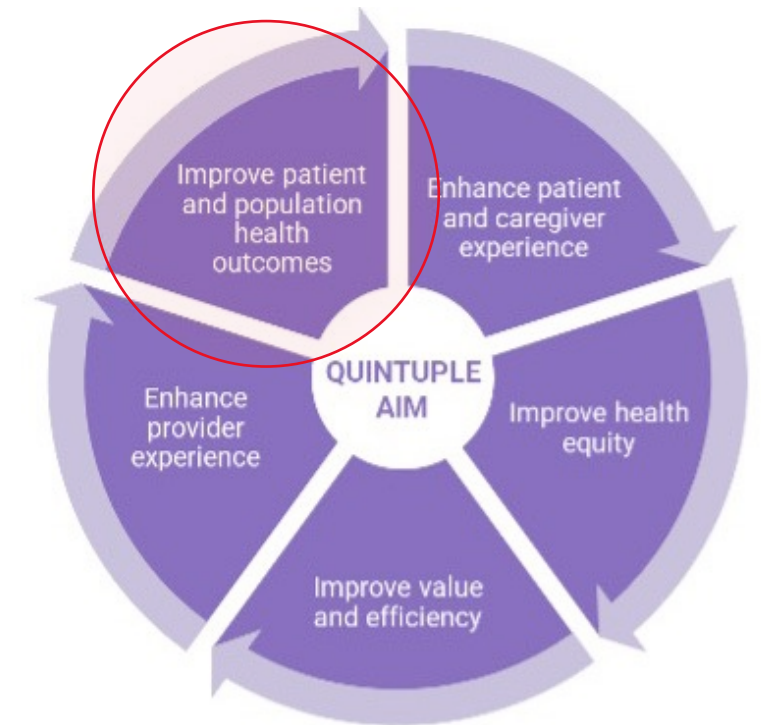 Improve patient
and population
health
outcomes
Enhance patient
and caregiver
experience
QUINTUPLE
AIM
Improve health
equity
Enhance
provider
experience
Improve value
and efficiency